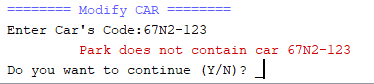 ======== Modify CAR ========
Enter Car's Code:67N2-123
Park does not contain car 67N2-123
Do you want to continue (Y/N)? _